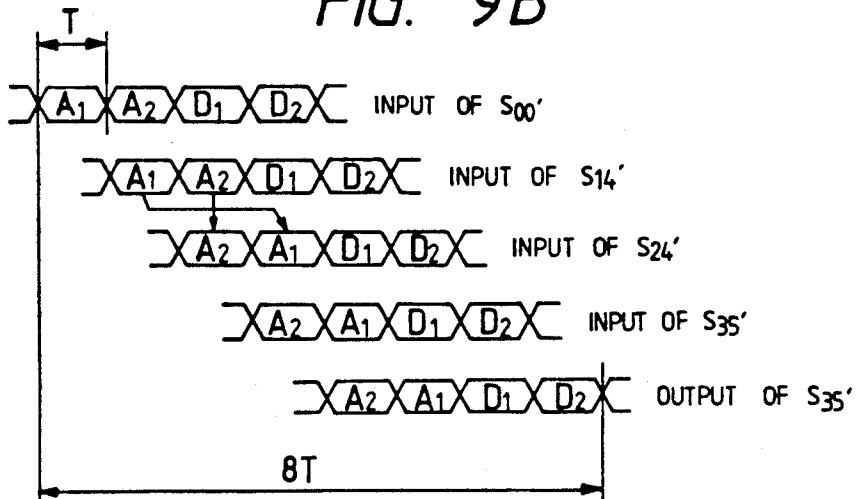 FIG. 9B
T
A1 A2 D1 D2 INPUT OF S00'
A1 A2 D1 D2 INPUT OF S14'
A2 A1 D1 D2 INPUT OF S24'
A2 A1 D1 D2 INPUT OF S35'
A2 A1 D1 D2 OUTPUT OF S35'
8T